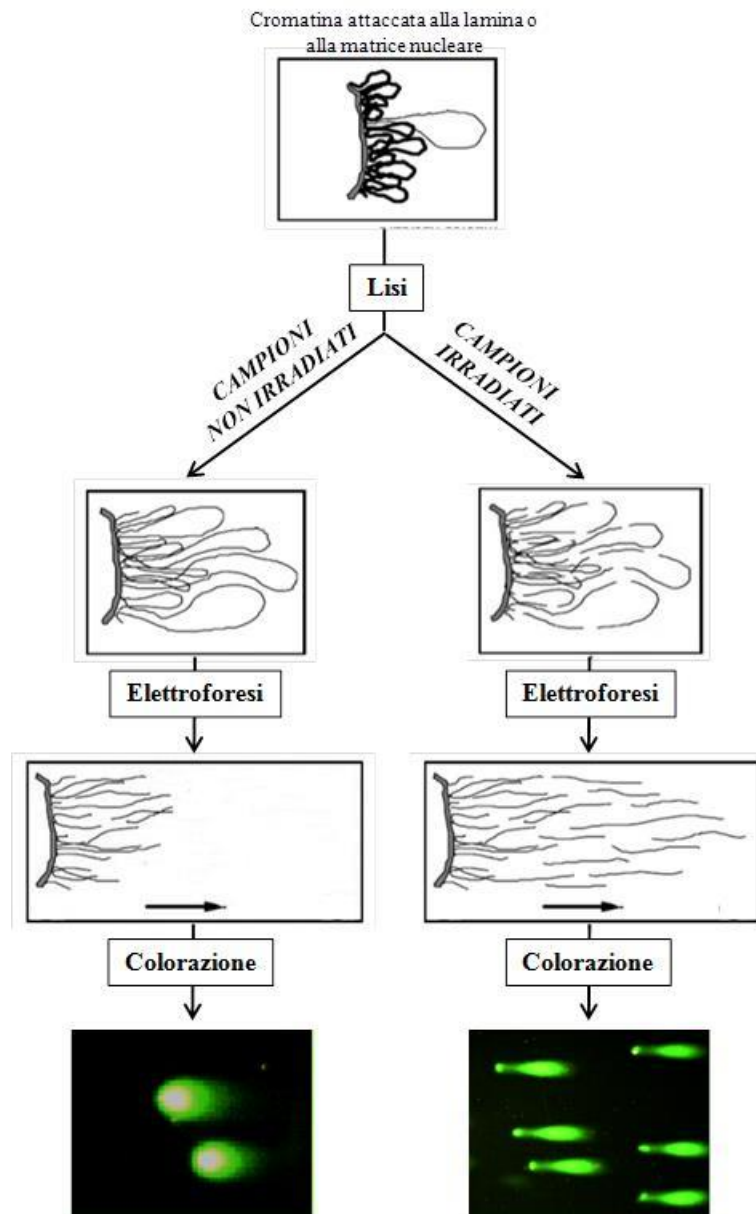 Cromatina attaccata alla lamina o
alla matrice nucleare
Lisi
CAMPIONI
NON IRRADIATI
CAMPIONI
IRRADIATI
Elettroforesi
Elettroforesi
Colorazione
Colorazione